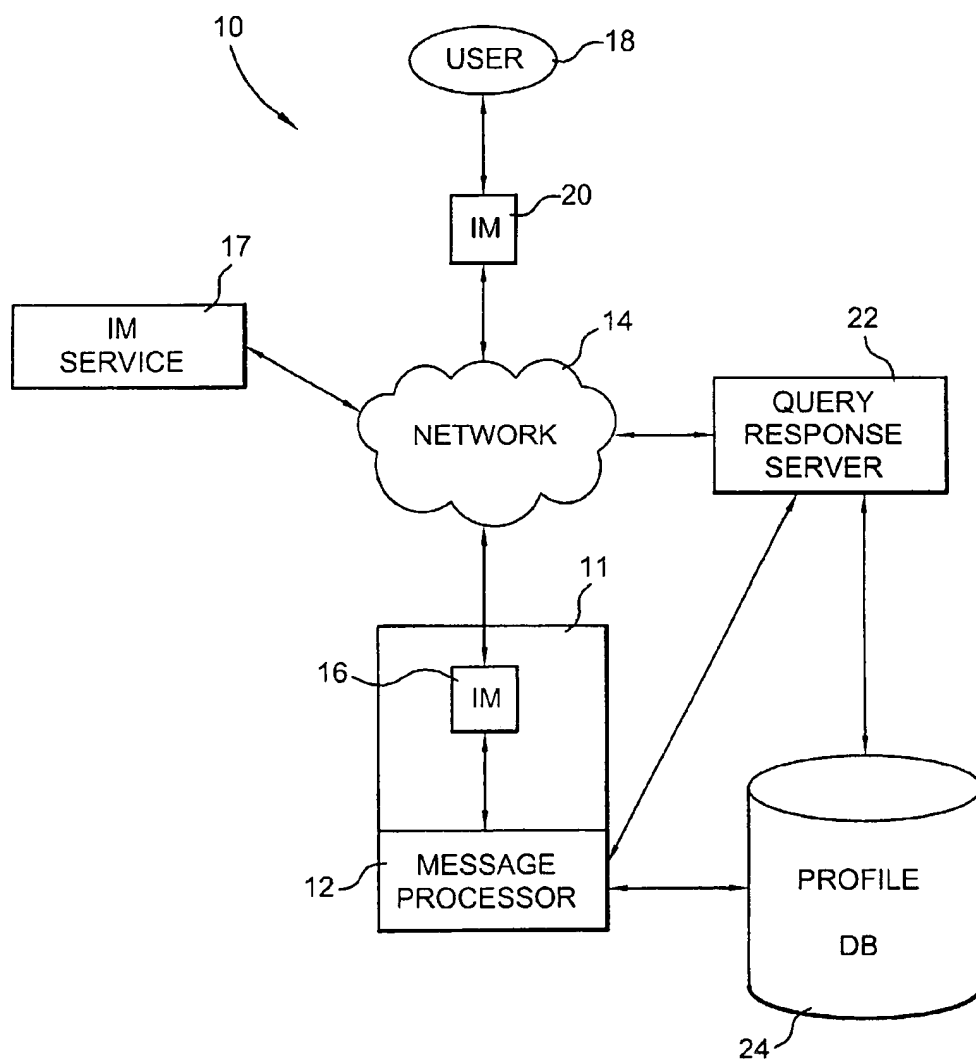 10
USER
18
IM
20
17
IM
SERVICE
14
NETWORK
22
QUERY
RESPONSE
SERVER
11
16
IM
12
MESSAGE
PROCESSOR
PROFILE
DB
24